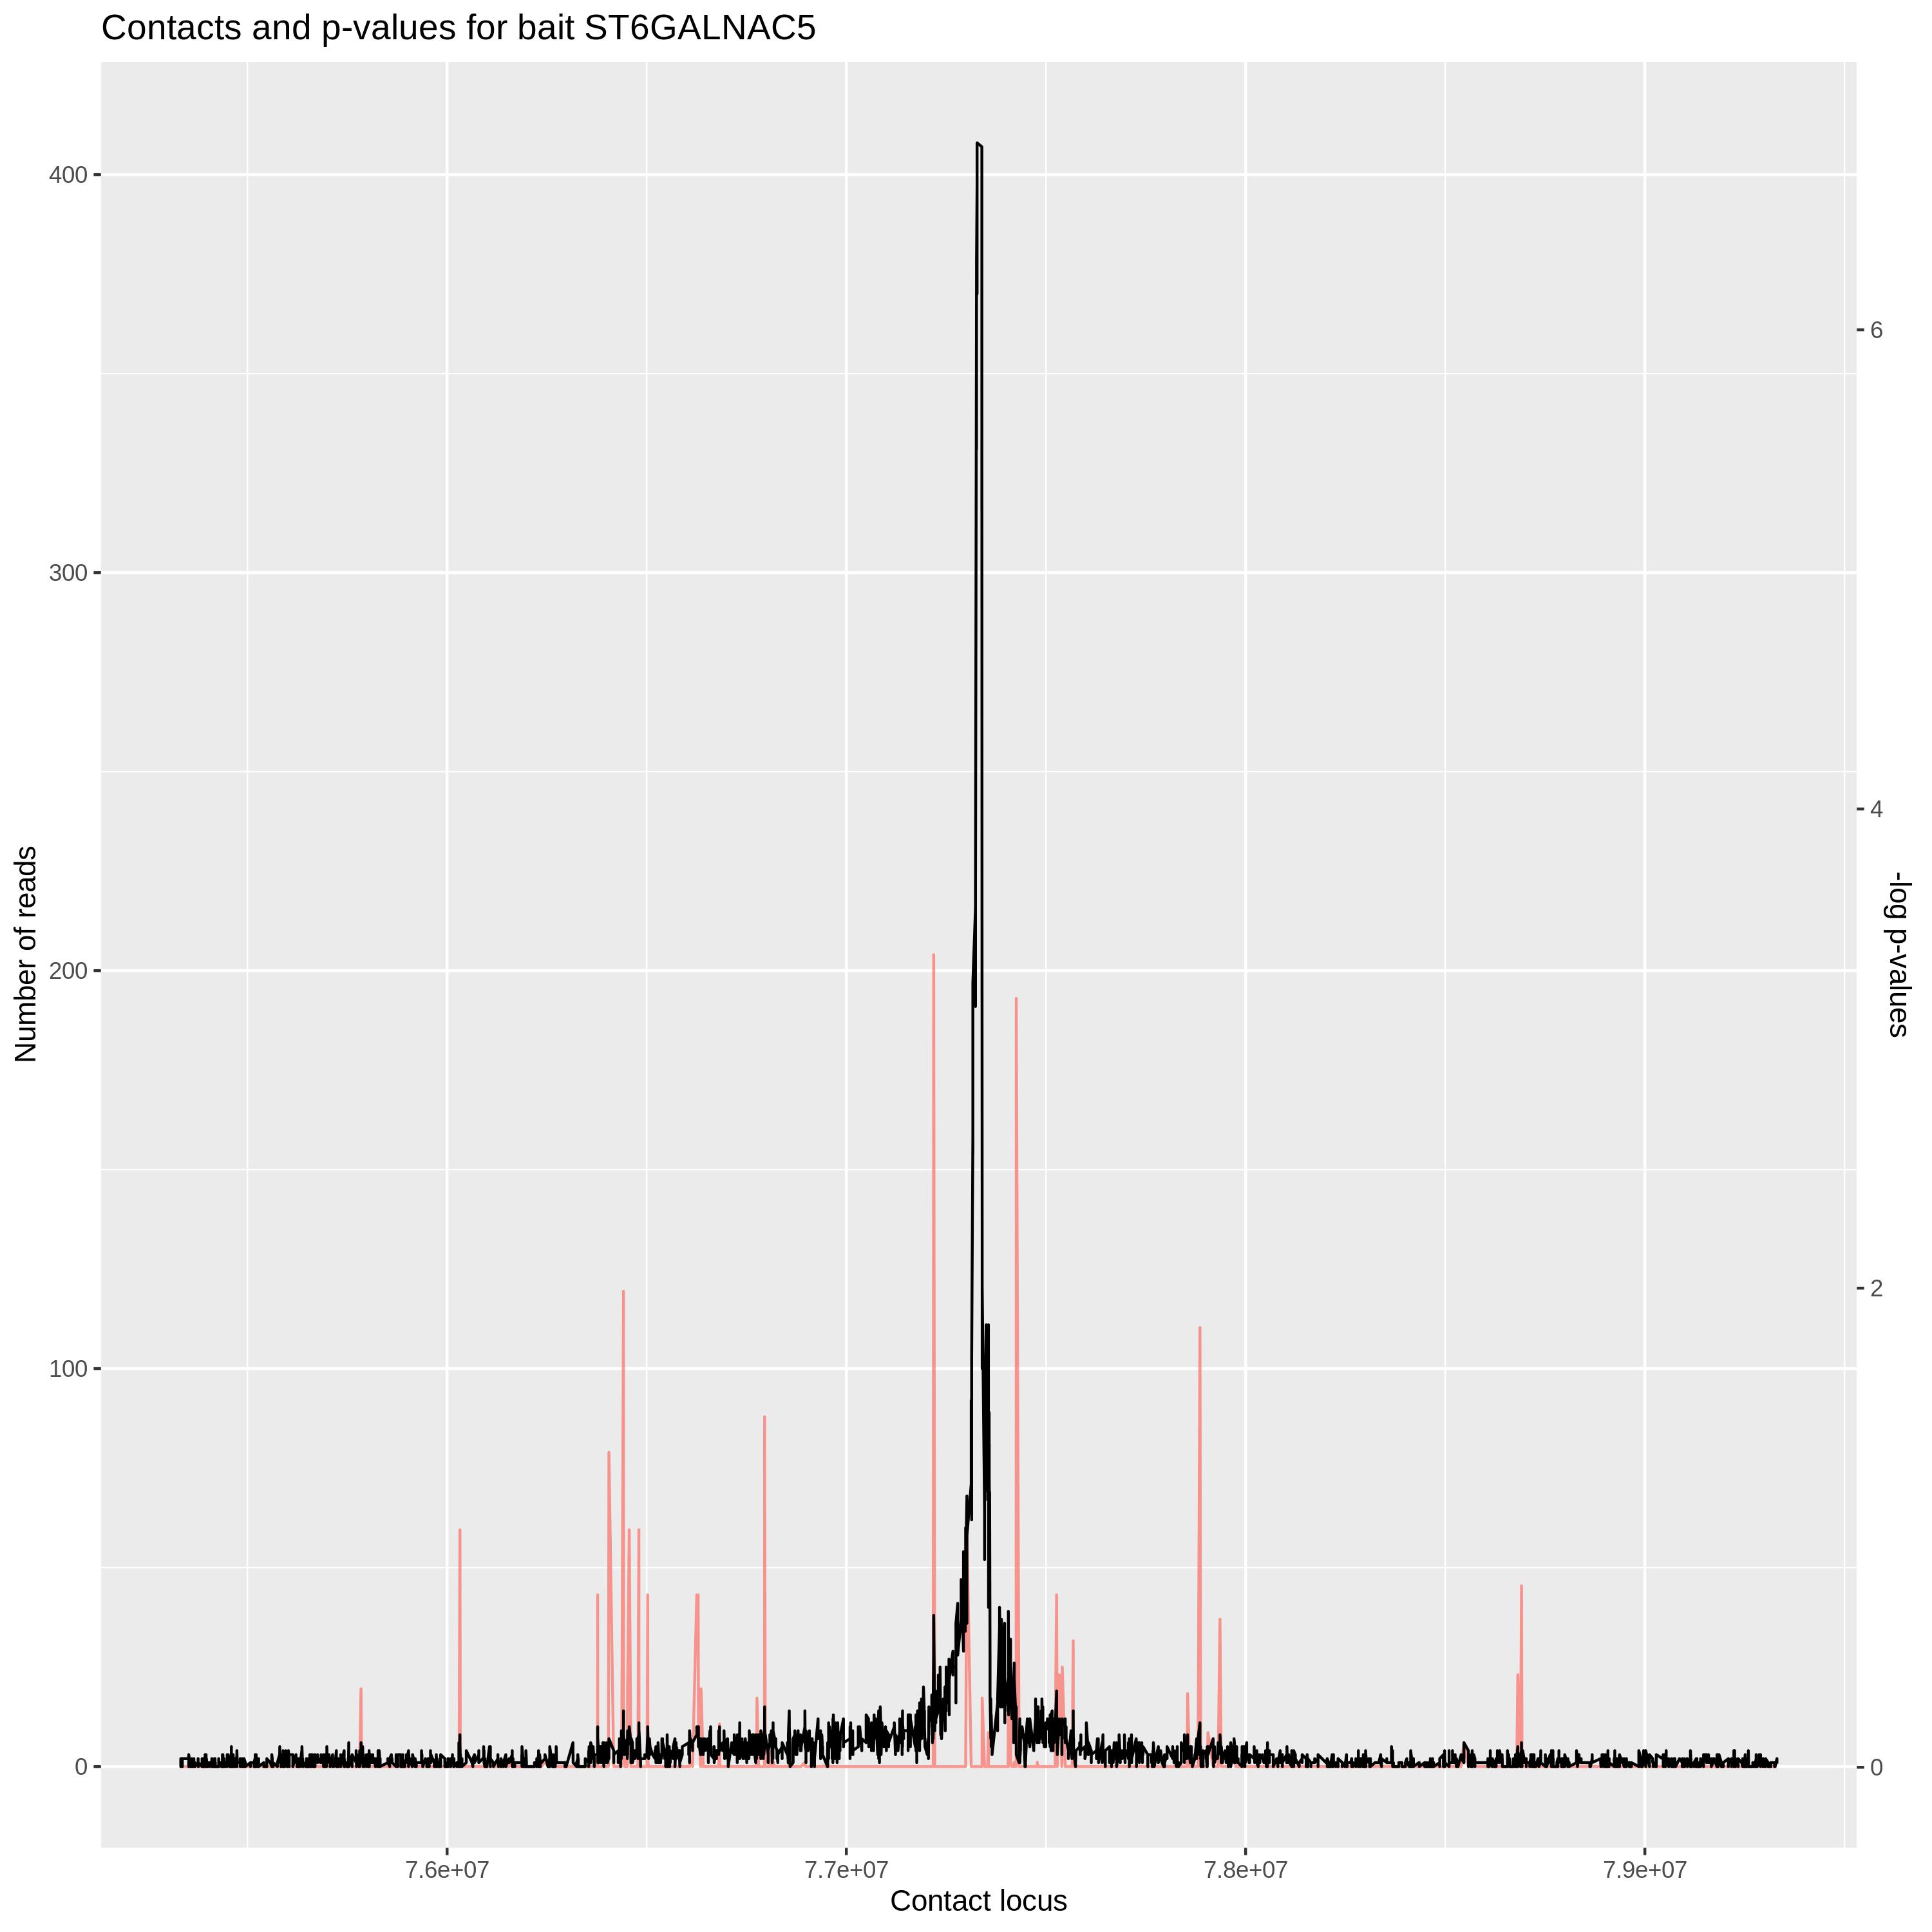 Contacts and p-values for bait ST6GALNAC5
400
300
200
100
0
Number of reads
6
4
2
0
-log p-values
7.6e+07
7.7e+07
7.8e+07
7.9e+07
Contact locus